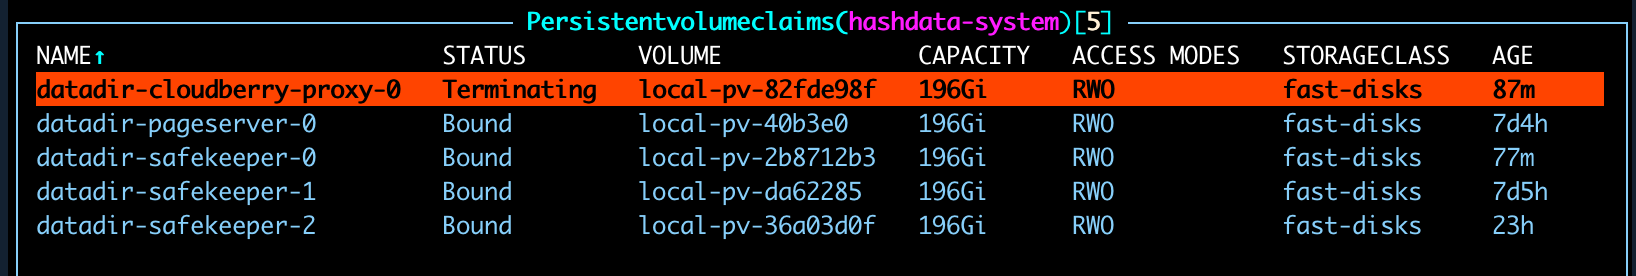 Persistentvolumeclaims(hashdata-system)[5]
NAME↑ STATUS VOLUME CAPACITY ACCESS MODES STORAGECLASS AGE
datadir-cloudberry-proxy-0 Terminating local-pv-82fde98f 196Gi RWO fast-disks 87m
datadir-pageserver-0 Bound local-pv-40b3e0 196Gi RWO fast-disks 7d4h
datadir-safekeeper-0 Bound local-pv-2b8712b3 196Gi RWO fast-disks 77m
datadir-safekeeper-1 Bound local-pv-da62285 196Gi RWO fast-disks 7d5h
datadir-safekeeper-2 Bound local-pv-36a03d0f 196Gi RWO fast-disks 23h